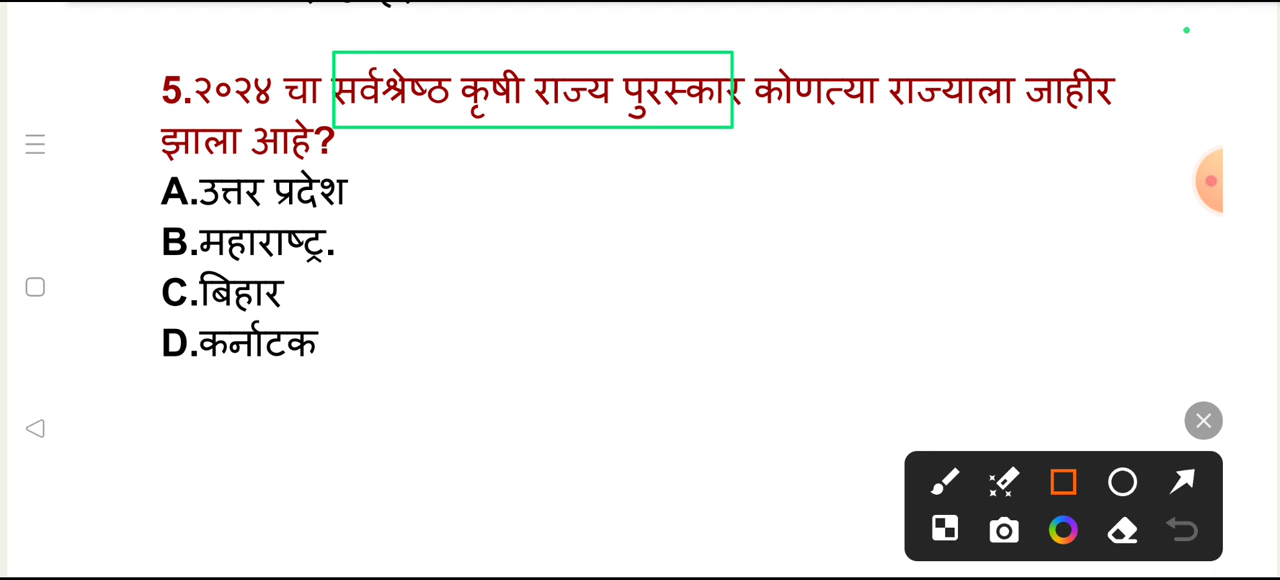 5.२०२४ चा सर्वश्रेष्ठ कृषी राज्य पुरस्कार कोणत्या राज्याला जाहीर
झाला आहे?
A.उत्तर प्रदेश
B.महाराष्ट्र.
C.बिहार
D.कर्नाटक